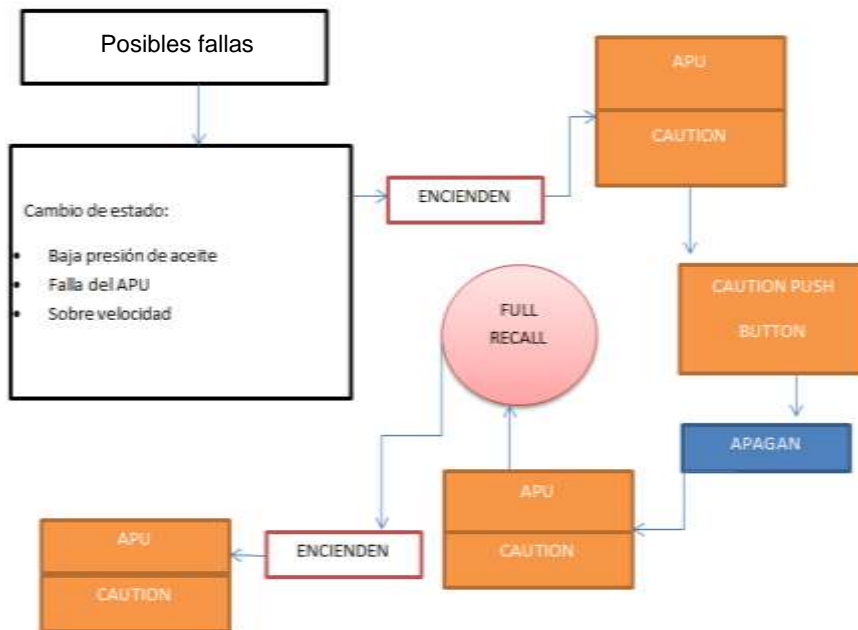 Posibles fallas
Cambio de estado:
• Baja presión de aceite
• Falla del APU
• Sobre velocidad
ENCIENDEN
APU
CAUTION
CAUTION PUSH
BUTTON
APAGAN
APU
CAUTION
FULL
RECALL
ENCIENDEN
APU
CAUTION